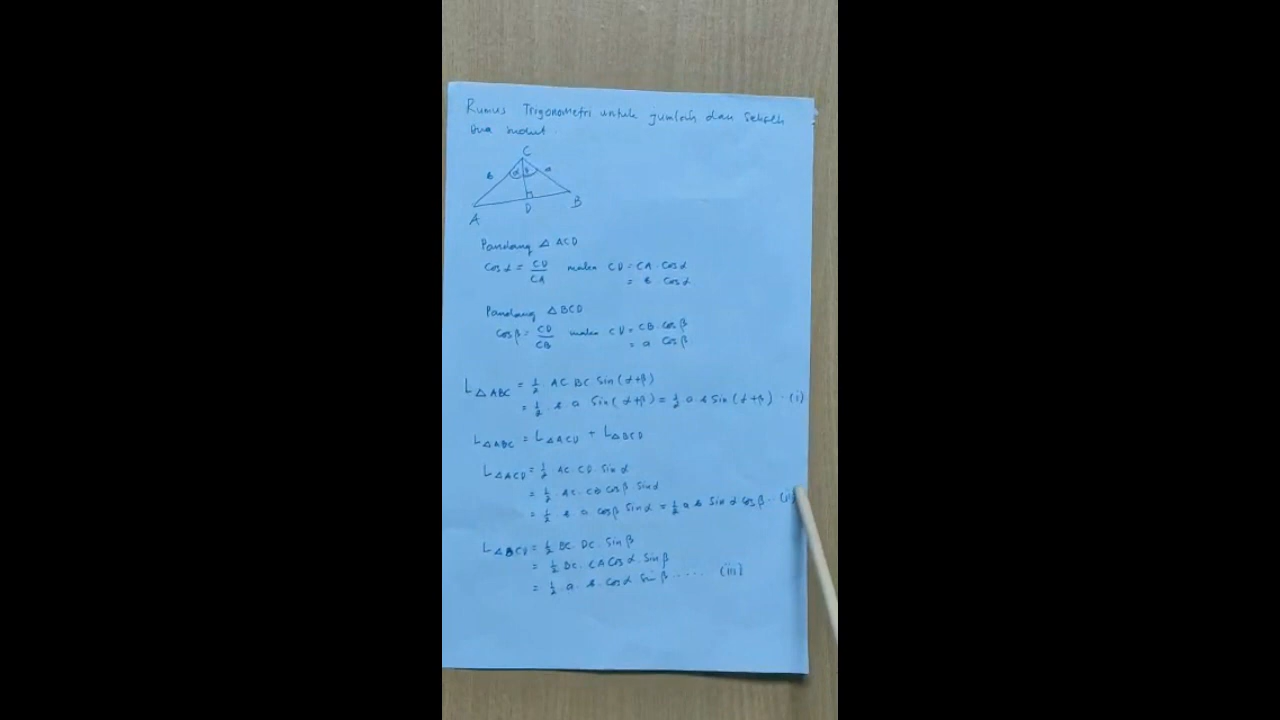 Rumus Trigonometri untuk jumlah dan selisih
dua sudut.
C
b α β a
A D B
Pandang △ ACD
Cos α = CD/CA maka CD = CA . Cos α
= b . Cos α
Pandang △ BCD
Cos β = CD/CB maka CD = CB . Cos β
= a Cos β
L△ABC = 1/2 . AC . BC Sin (α+β)
= 1/2 . b . a Sin (α+β) = 1/2 a b Sin (α+β) .. (i)
L△ABC = L△ACD + L△BCD
L△ACD = 1/2 AC . CD . Sin α
= 1/2 . AC . CB Cos β Sin α
= 1/2 b a Cos β Sin α = 1/2 a b Sin α Cos β .. (ii)
L△BCD = 1/2 BC . DC . Sin β
= 1/2 BC . CA Cos α . Sin β
= 1/2 . a . b . Cos α Sin β ..... (iii)